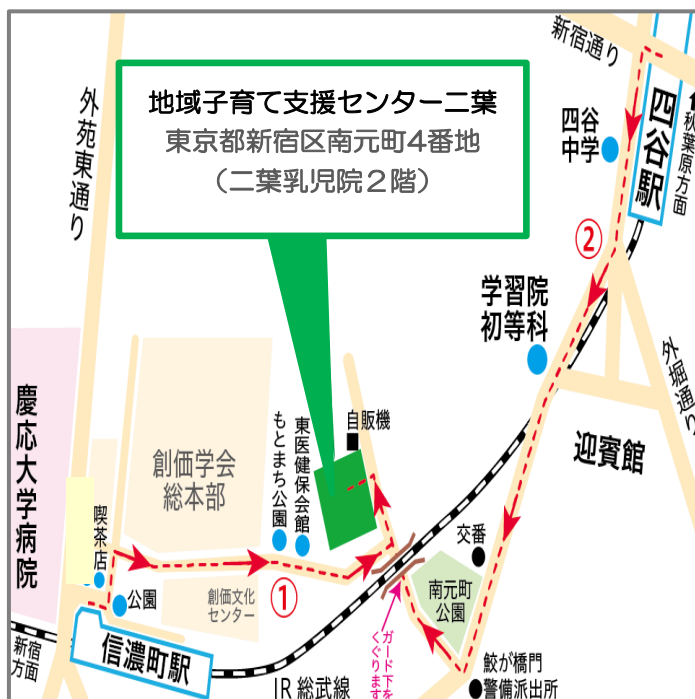 新宿通り
外苑東通り
地域子育て支援センター二葉
東京都新宿区南元町4番地
（二葉乳児院２階）
四谷
中学
四谷駅
秋葉原方面
②
学習院
初等科
外堀通り
迎賓館
慶応大学病院
創価学会
総本部
もとまち公園
東医健保会館
自販機
喫茶店
交番
公園
創価文化
センター
①
南元町
公園
信濃町駅
新宿
方面
ガード下を
くぐります
JR 総武線
鮫が橋門
警備派出所